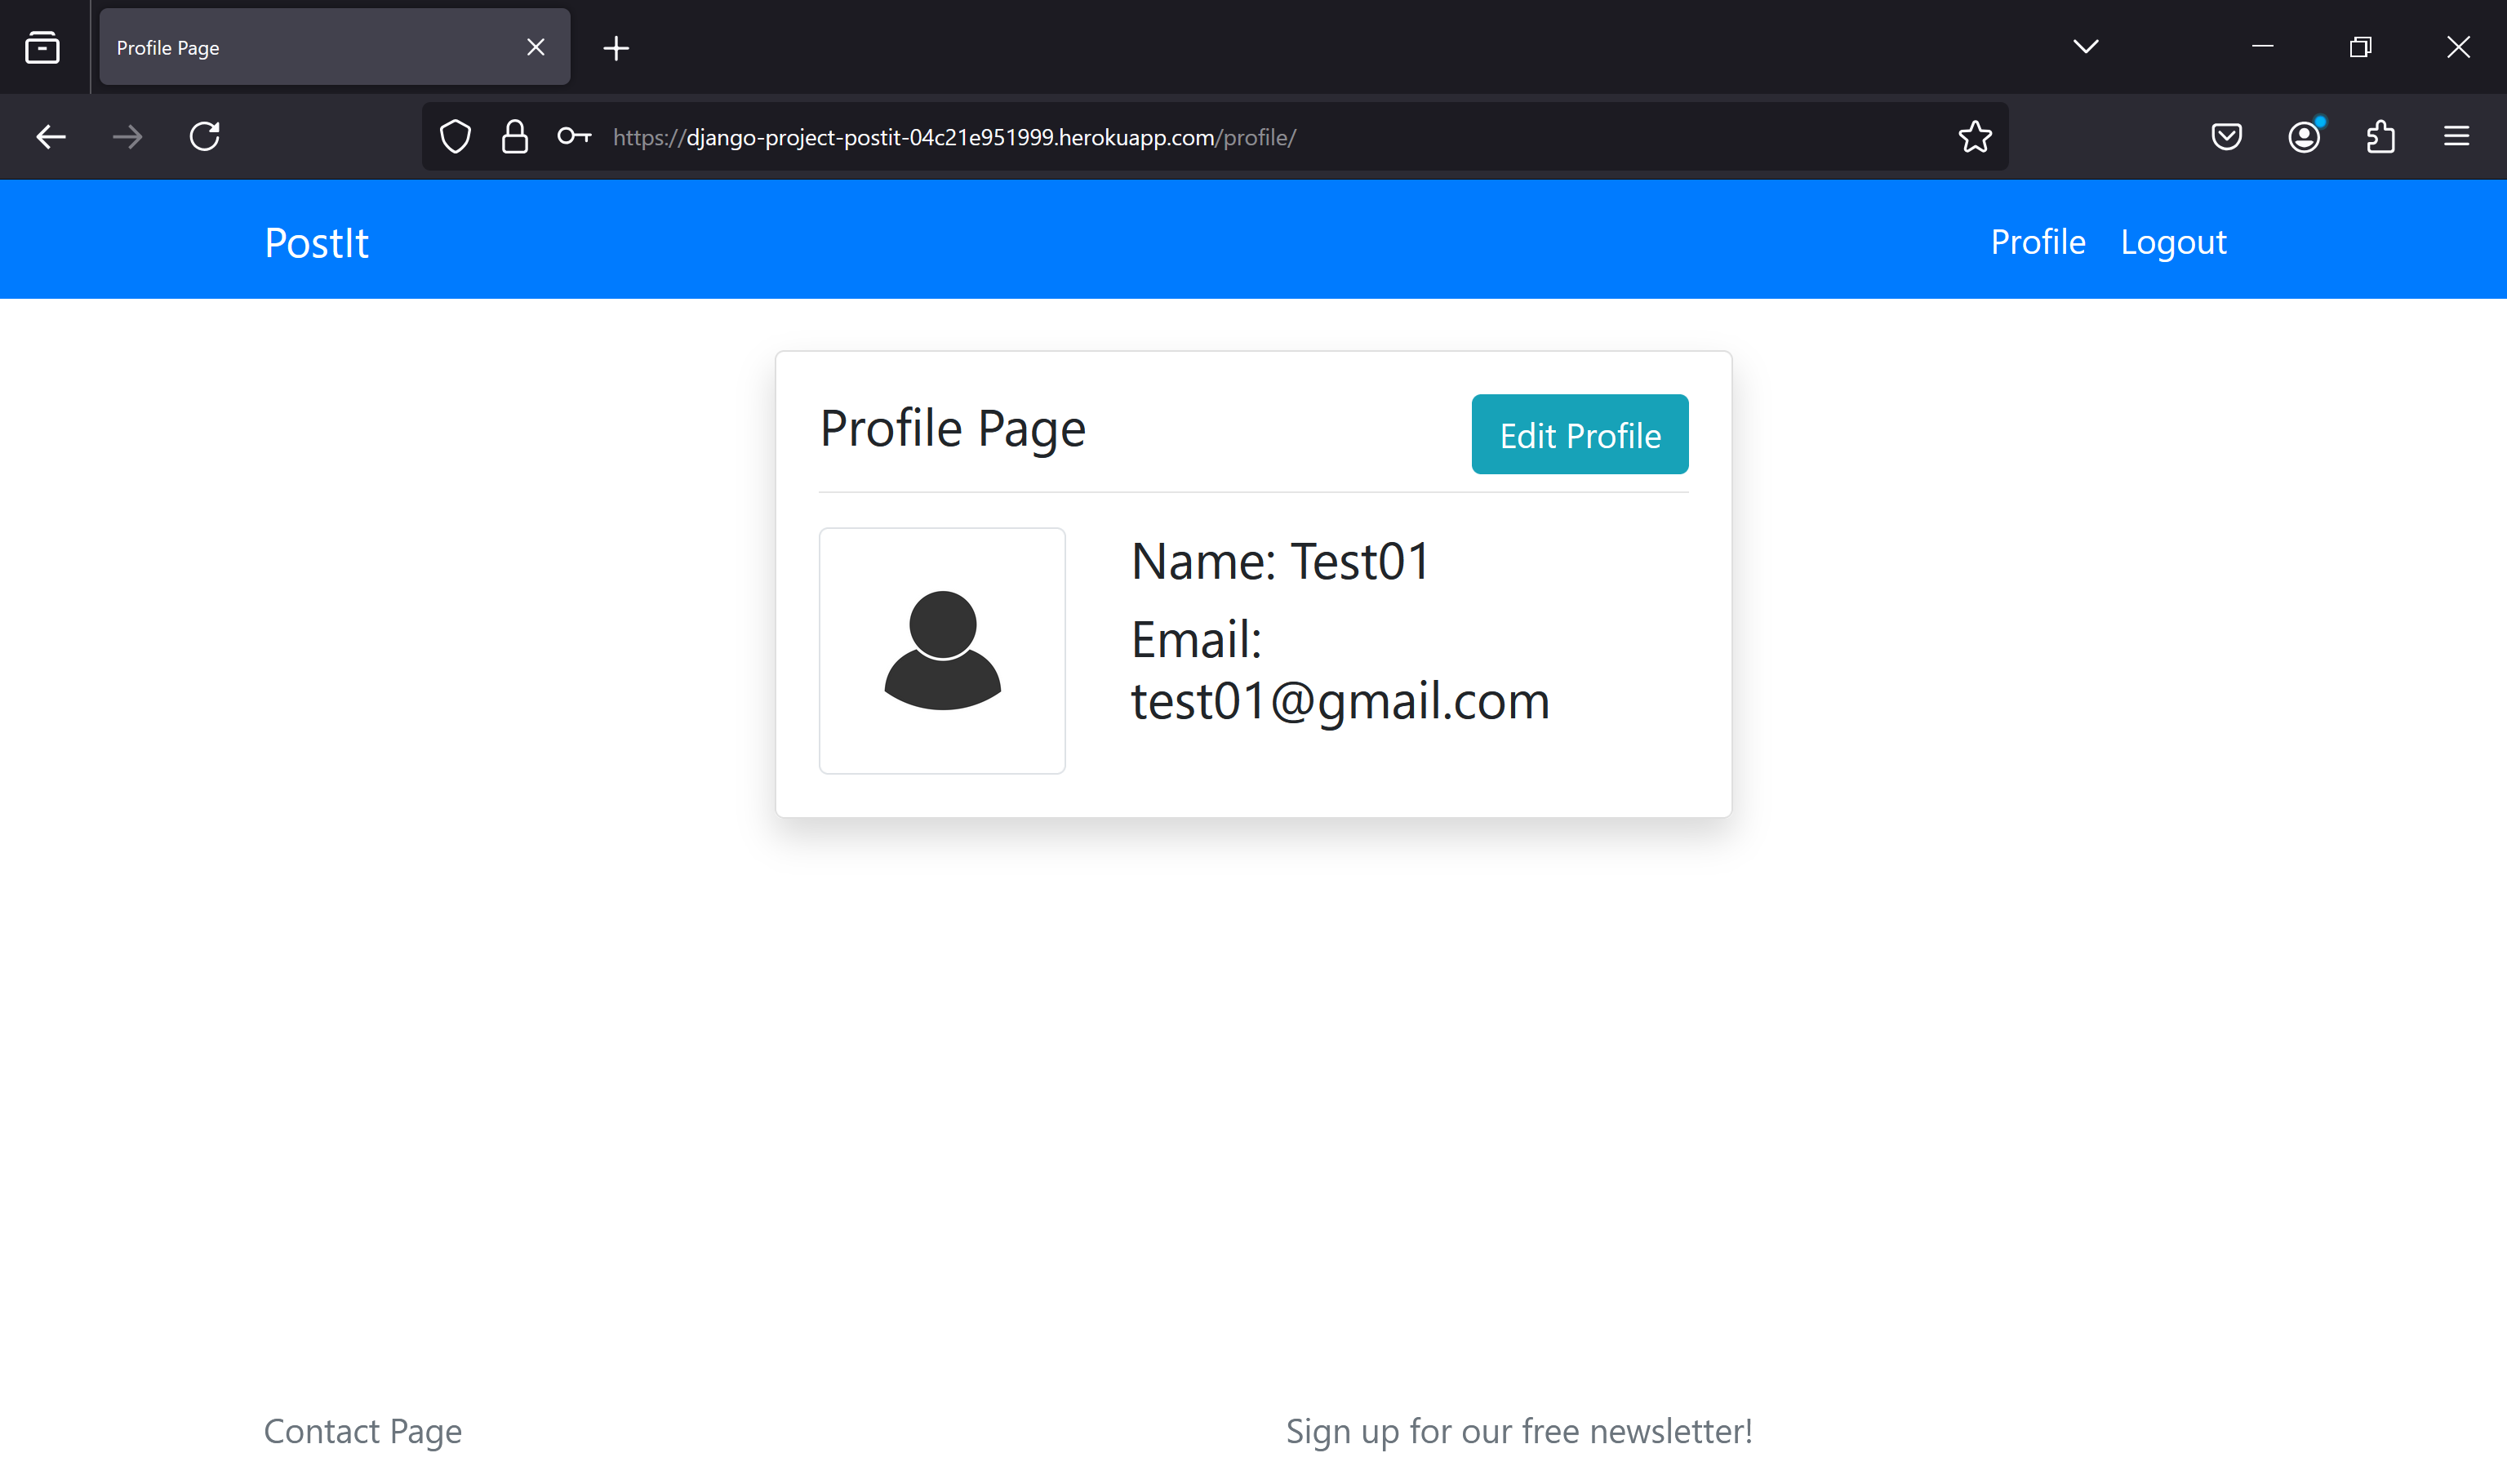 Profile Page
https://django-project-postit-04c21e951999.herokuapp.com/profile/
PostIt
Profile
Logout
Profile Page
Edit Profile
Name: Test01
Email:
test01@gmail.com
Contact Page
Sign up for our free newsletter!